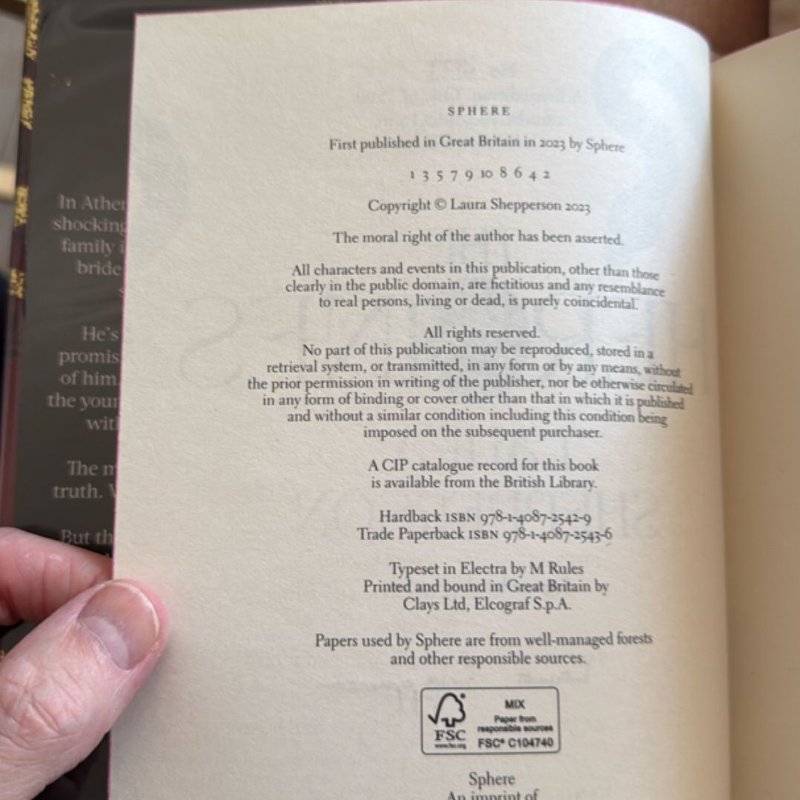 In Athen
shocking
family i
bride
He's
promis
of him.
the your
wit
The m
truth. W
But th
SPHERE
First published in Great Britain in 2023 by Sphere
1 3 5 7 9 10 8 6 4 2
Copyright © Laura Shepperson 2023
The moral right of the author has been asserted.
All characters and events in this publication, other than those
clearly in the public domain, are fictitious and any resemblance
to real persons, living or dead, is purely coincidental.
All rights reserved.
No part of this publication may be reproduced, stored in a
retrieval system, or transmitted, in any form or by any means, without
the prior permission in writing of the publisher, nor be otherwise circulated
in any form of binding or cover other than that in which it is published
and without a similar condition including this condition being
imposed on the subsequent purchaser.
A CIP catalogue record for this book
is available from the British Library.
Hardback ISBN 978-1-4087-2542-9
Trade Paperback ISBN 978-1-4087-2543-6
Typeset in Electra by M Rules
Printed and bound in Great Britain by
Clays Ltd, Elcograf S.p.A.
Papers used by Sphere are from well-managed forests
and other responsible sources.
FSC
www.fsc.org
MIX
Paper from
responsible sources
FSC® C104740
Sphere
An imprint of